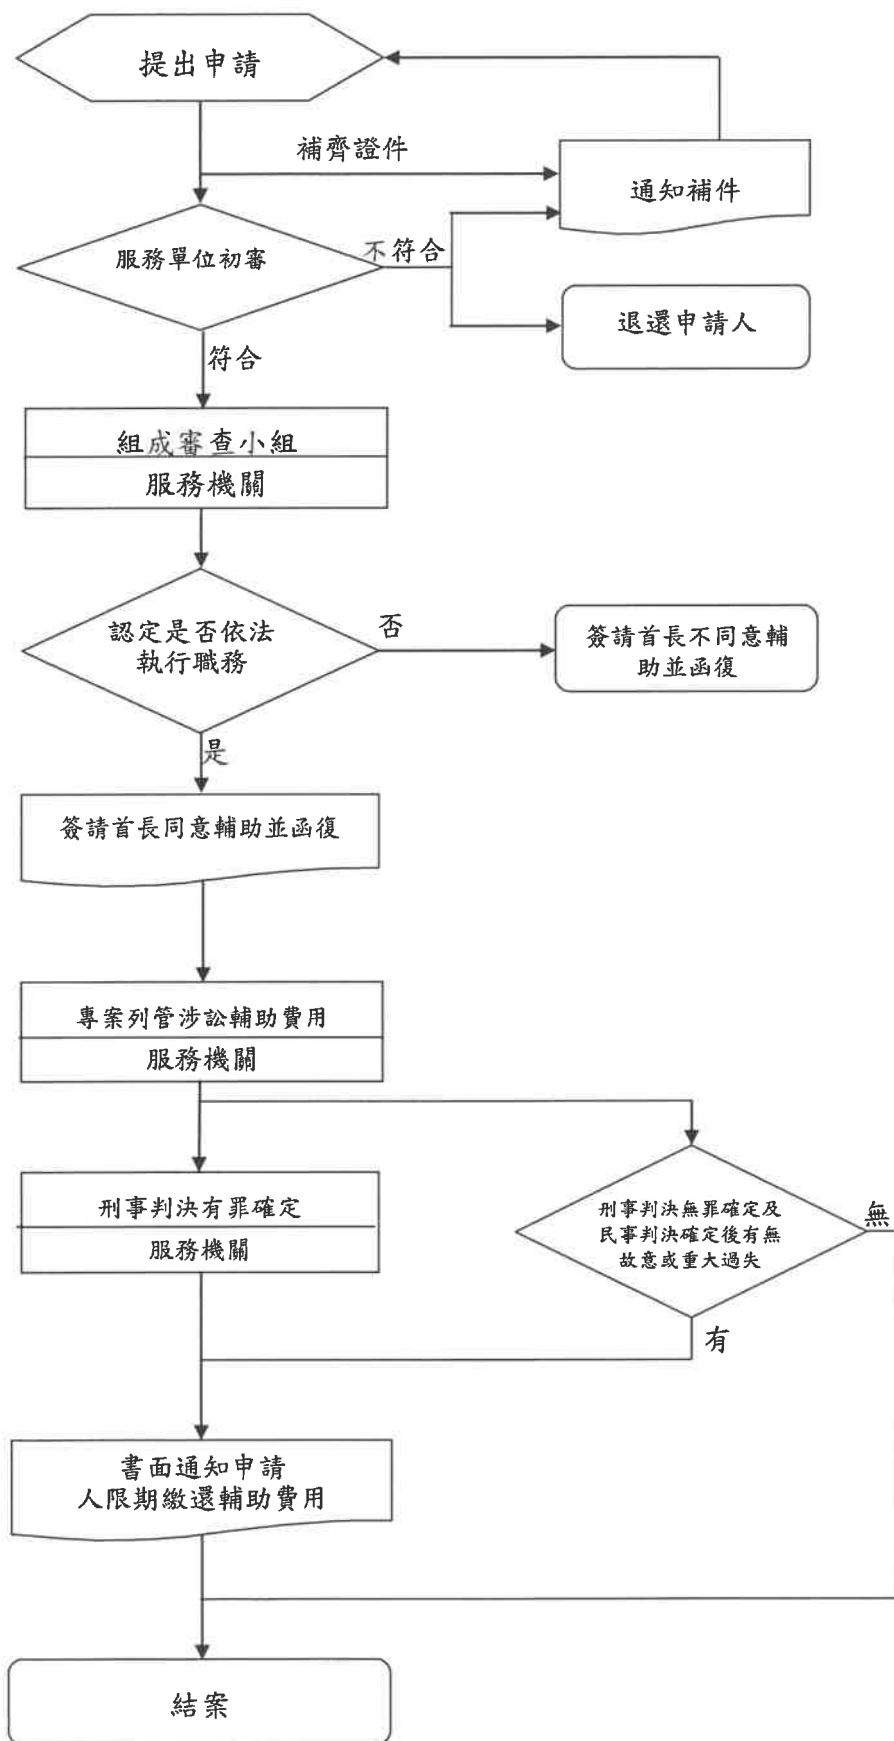 提出申請
補齊證件
通知補件
服務單位初審
不符合
退還申請人
符合
組成審查小組
服務機關
認定是否依法
執行職務
否
簽請首長不同意輔
助並函復
是
簽請首長同意輔助並函復
專案列管涉訟輔助費用
服務機關
刑事判決有罪確定
服務機關
刑事判決無罪確定及
民事判決確定後有無
故意或重大過失
無
有
書面通知申請
人限期繳還輔助費用
結案